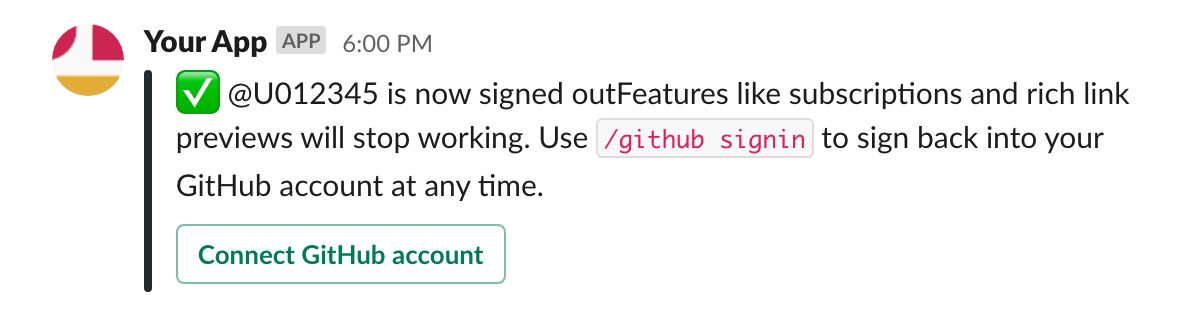 Your App APP 6:00 PM
✅ @U012345 is now signed outFeatures like subscriptions and rich link
previews will stop working. Use /github signin to sign back into your
GitHub account at any time.
Connect GitHub account